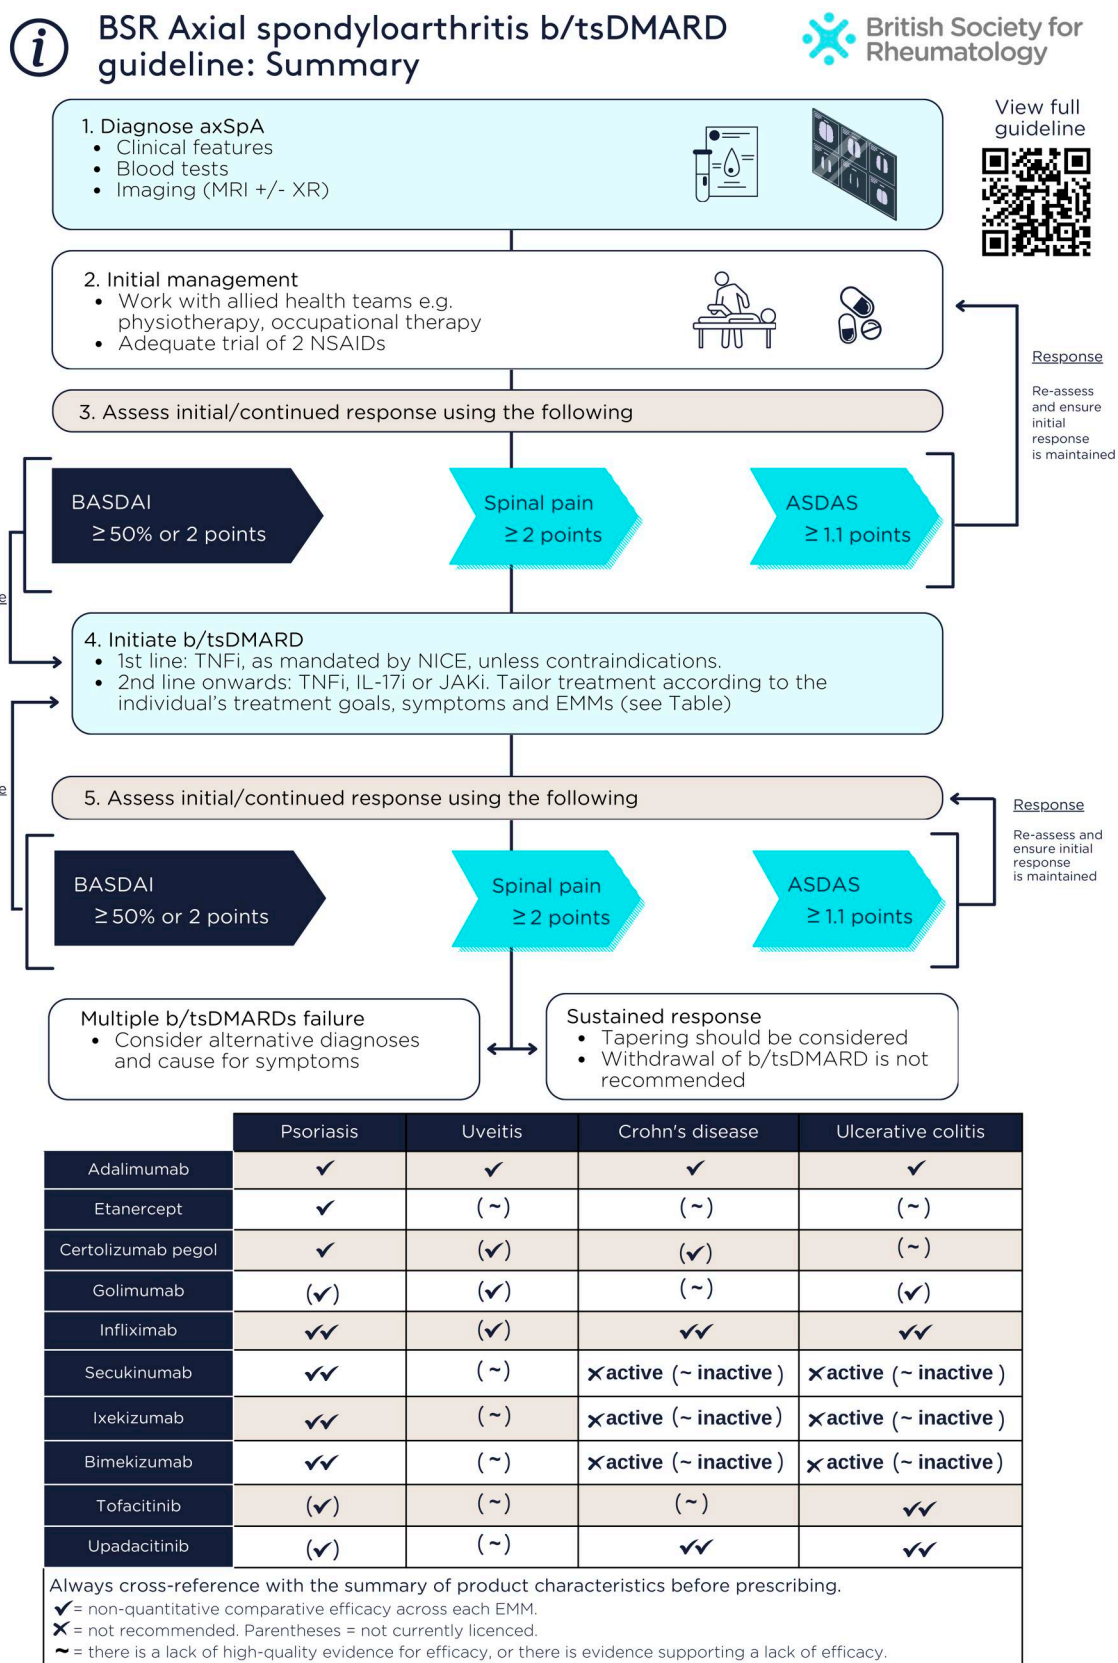 BSR Axial spondyloarthritis b/tsDMARD
guideline: Summary
British Society for
Rheumatology
View full
guideline
1. Diagnose axSpA
• Clinical features
• Blood tests
• Imaging (MRI +/- XR)
2. Initial management
• Work with allied health teams e.g.
physiotherapy, occupational therapy
• Adequate trial of 2 NSAIDs
Response
Re-assess
and ensure
initial
response
is maintained
3. Assess initial/continued response using the following
BASDAI
≥ 50% or 2 points
Spinal pain
≥ 2 points
ASDAS
≥ 1.1 points
4. Initiate b/tsDMARD
• 1st line: TNFi, as mandated by NICE, unless contraindications.
• 2nd line onwards: TNFi, IL-17i or JAKi. Tailor treatment according to the
individual's treatment goals, symptoms and EMMs (see Table)
5. Assess initial/continued response using the following
Response
Re-assess and
ensure initial
response
is maintained
BASDAI
≥ 50% or 2 points
Spinal pain
≥ 2 points
ASDAS
≥ 1.1 points
Multiple b/tsDMARDs failure
• Consider alternative diagnoses
and cause for symptoms
Sustained response
• Tapering should be considered
• Withdrawal of b/tsDMARD is not
recommended
Psoriasis Uveitis Crohn's disease Ulcerative colitis
Adalimumab ✓ ✓ ✓ ✓
Etanercept ✓ (~) (~) (~)
Certolizumab pegol ✓ (✓) (✓) (~)
Golimumab (✓) (✓) (~) (✓)
Infliximab ✓✓ (✓) ✓✓ ✓✓
Secukinumab ✓✓ (~) ✗ active (~ inactive) ✗ active (~ inactive)
Ixekizumab ✓✓ (~) ✗ active (~ inactive) ✗ active (~ inactive)
Bimekizumab ✓✓ (~) ✗ active (~ inactive) ✗ active (~ inactive)
Tofacitinib (✓) (~) (~) ✓✓
Upadacitinib (✓) (~) ✓✓ ✓✓
Always cross-reference with the summary of product characteristics before prescribing.
✓ = non-quantitative comparative efficacy across each EMM.
✗ = not recommended. Parentheses = not currently licenced.
~ = there is a lack of high-quality evidence for efficacy, or there is evidence supporting a lack of efficacy.